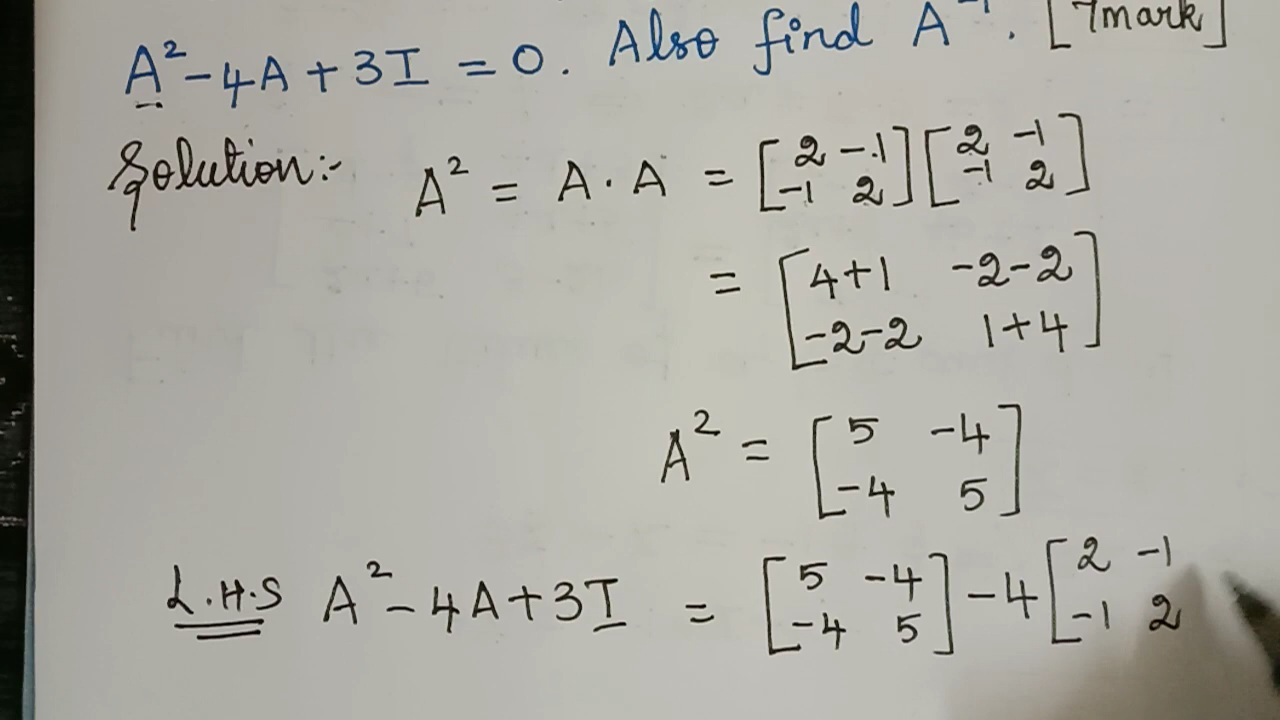 A² - 4A + 3I = 0. Also find A⁻¹. [7mark]
Solution:- A² = A · A = [2 -1; -1 2] [2 -1; -1 2]
= [4+1 -2-2; -2-2 1+4]
A² = [5 -4; -4 5]
L.H.S A² - 4A + 3I = [5 -4; -4 5] - 4 [2 -1; -1 2